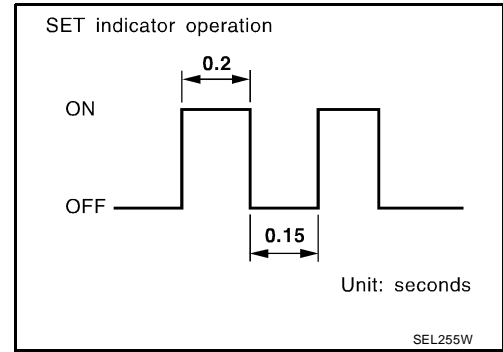 SET indicator operation
0.2
ON
OFF
0.15
Unit: seconds
SEL255W